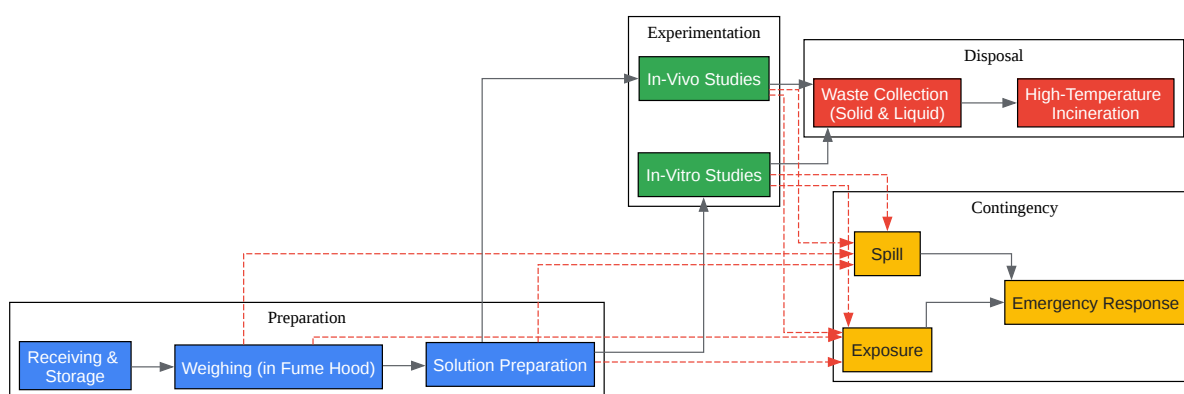 Experimentation
In-Vivo Studies
In-Vitro Studies
Disposal
Waste Collection
(Solid & Liquid)
High-Temperature
Incineration
Contingency
Spill
Emergency Response
Exposure
Preparation
Receiving &
Storage
Weighing (in Fume Hood)
Solution Preparation